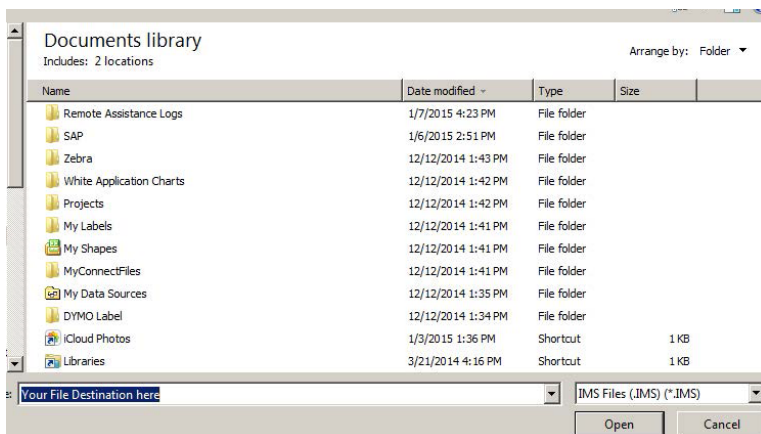 Documents library
Includes: 2 locations
Arrange by: Folder
Name Date modified Type Size
Remote Assistance Logs 1/7/2015 4:23 PM File folder
SAP 1/6/2015 2:51 PM File folder
Zebra 12/12/2014 1:43 PM File folder
White Application Charts 12/12/2014 1:42 PM File folder
Projects 12/12/2014 1:42 PM File folder
My Labels 12/12/2014 1:41 PM File folder
My Shapes 12/12/2014 1:41 PM File folder
MyConnectFiles 12/12/2014 1:41 PM File folder
My Data Sources 12/12/2014 1:35 PM File folder
DYMO Label 12/12/2014 1:34 PM File folder
iCloud Photos 1/3/2015 1:36 PM Shortcut 1 KB
Libraries 3/21/2014 4:16 PM Shortcut 1 KB
Your File Destination here IMS Files (.IMS) (*.IMS)
Open Cancel